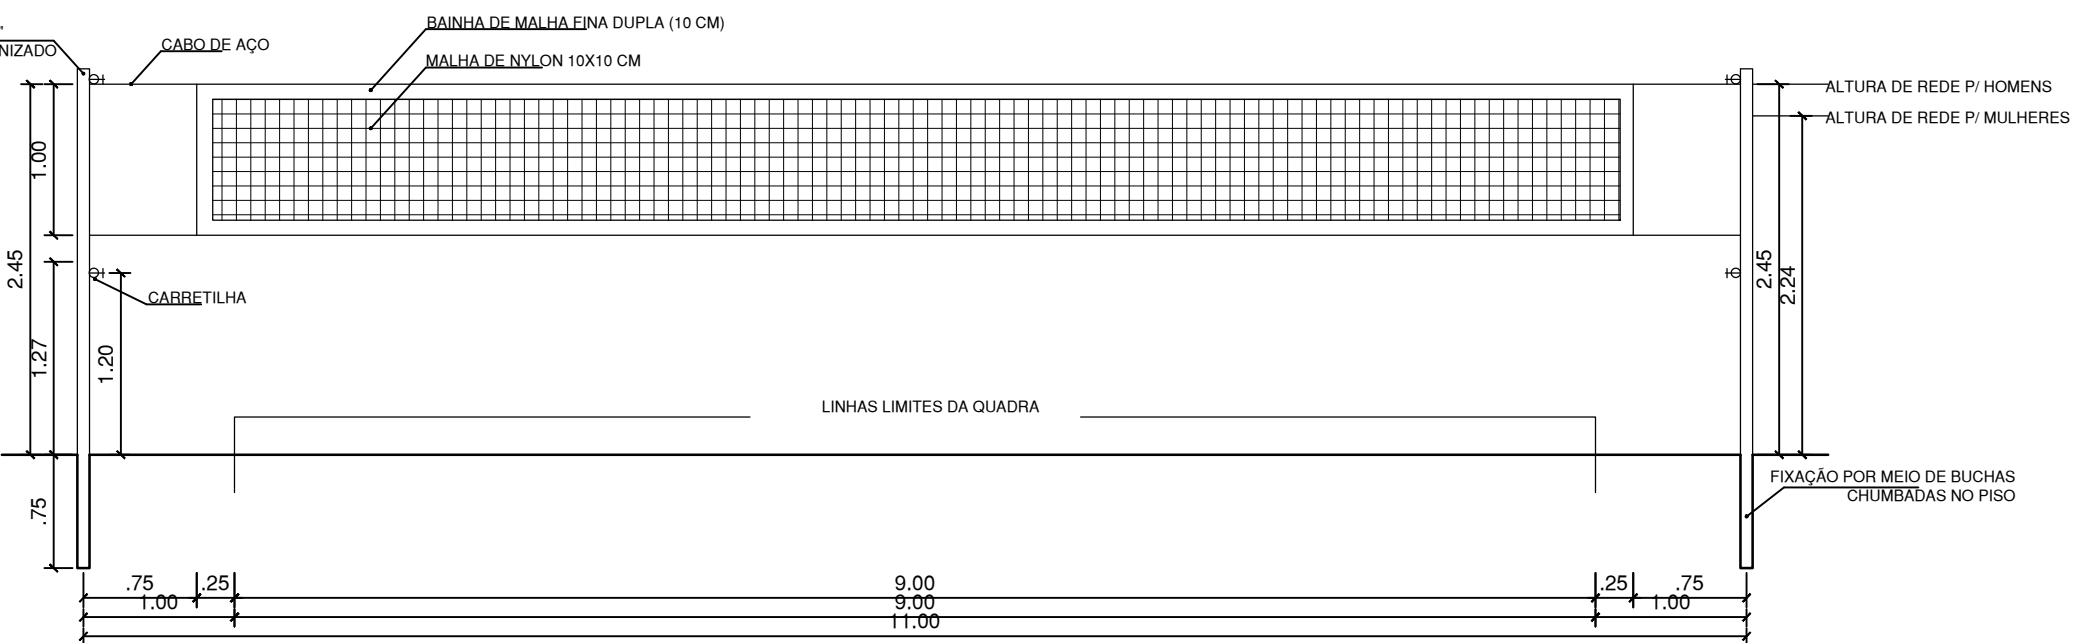 "
NIZADO
CABO DE AÇO
BAINHA DE MALHA FINA DUPLA (10 CM)
MALHA DE NYLON 10X10 CM
ALTURA DE REDE P/ HOMENS
ALTURA DE REDE P/ MULHERES
1.00
2.45
1.27
1.20
CARRETILHA
2.45
2.24
LINHAS LIMITES DA QUADRA
.75
FIXAÇÃO POR MEIO DE BUCHAS
CHUMBADAS NO PISO
.75 .25 9.00 .25 .75
1.00 9.00 1.00
11.00